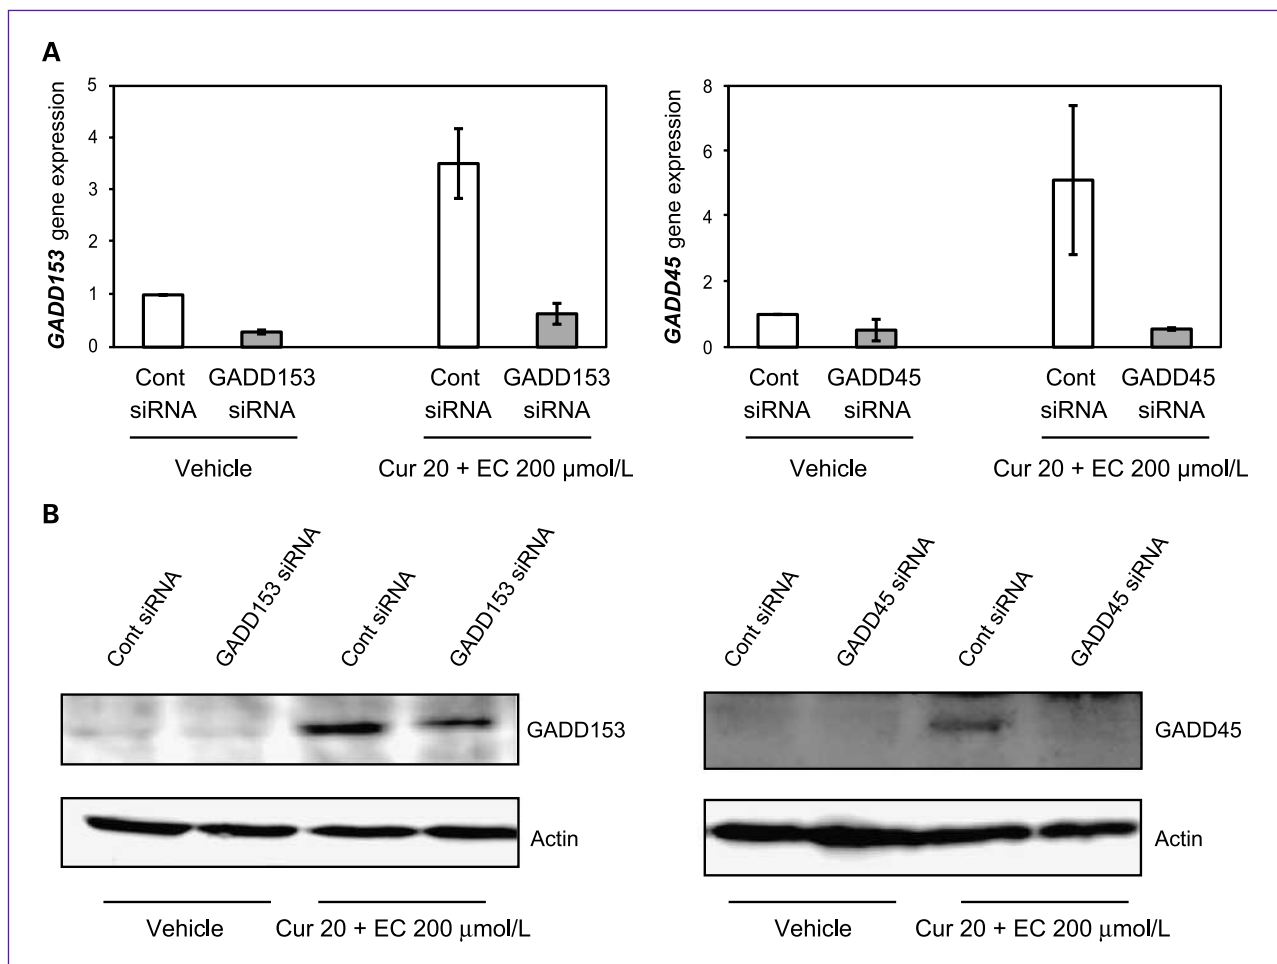 A
GADD153 gene expression
5
4
3
2
1
0
Cont siRNA
GADD153 siRNA
Cont siRNA
GADD153 siRNA
Vehicle
Cur 20 + EC 200 µmol/L
GADD45 gene expression
8
6
4
2
0
Cont siRNA
GADD45 siRNA
Cont siRNA
GADD45 siRNA
Vehicle
Cur 20 + EC 200 µmol/L
B
Cont siRNA
GADD153 siRNA
Cont siRNA
GADD153 siRNA
GADD153
Actin
Vehicle
Cur 20 + EC 200 µmol/L
Cont siRNA
GADD45 siRNA
Cont siRNA
GADD45 siRNA
GADD45
Actin
Vehicle
Cur 20 + EC 200 µmol/L